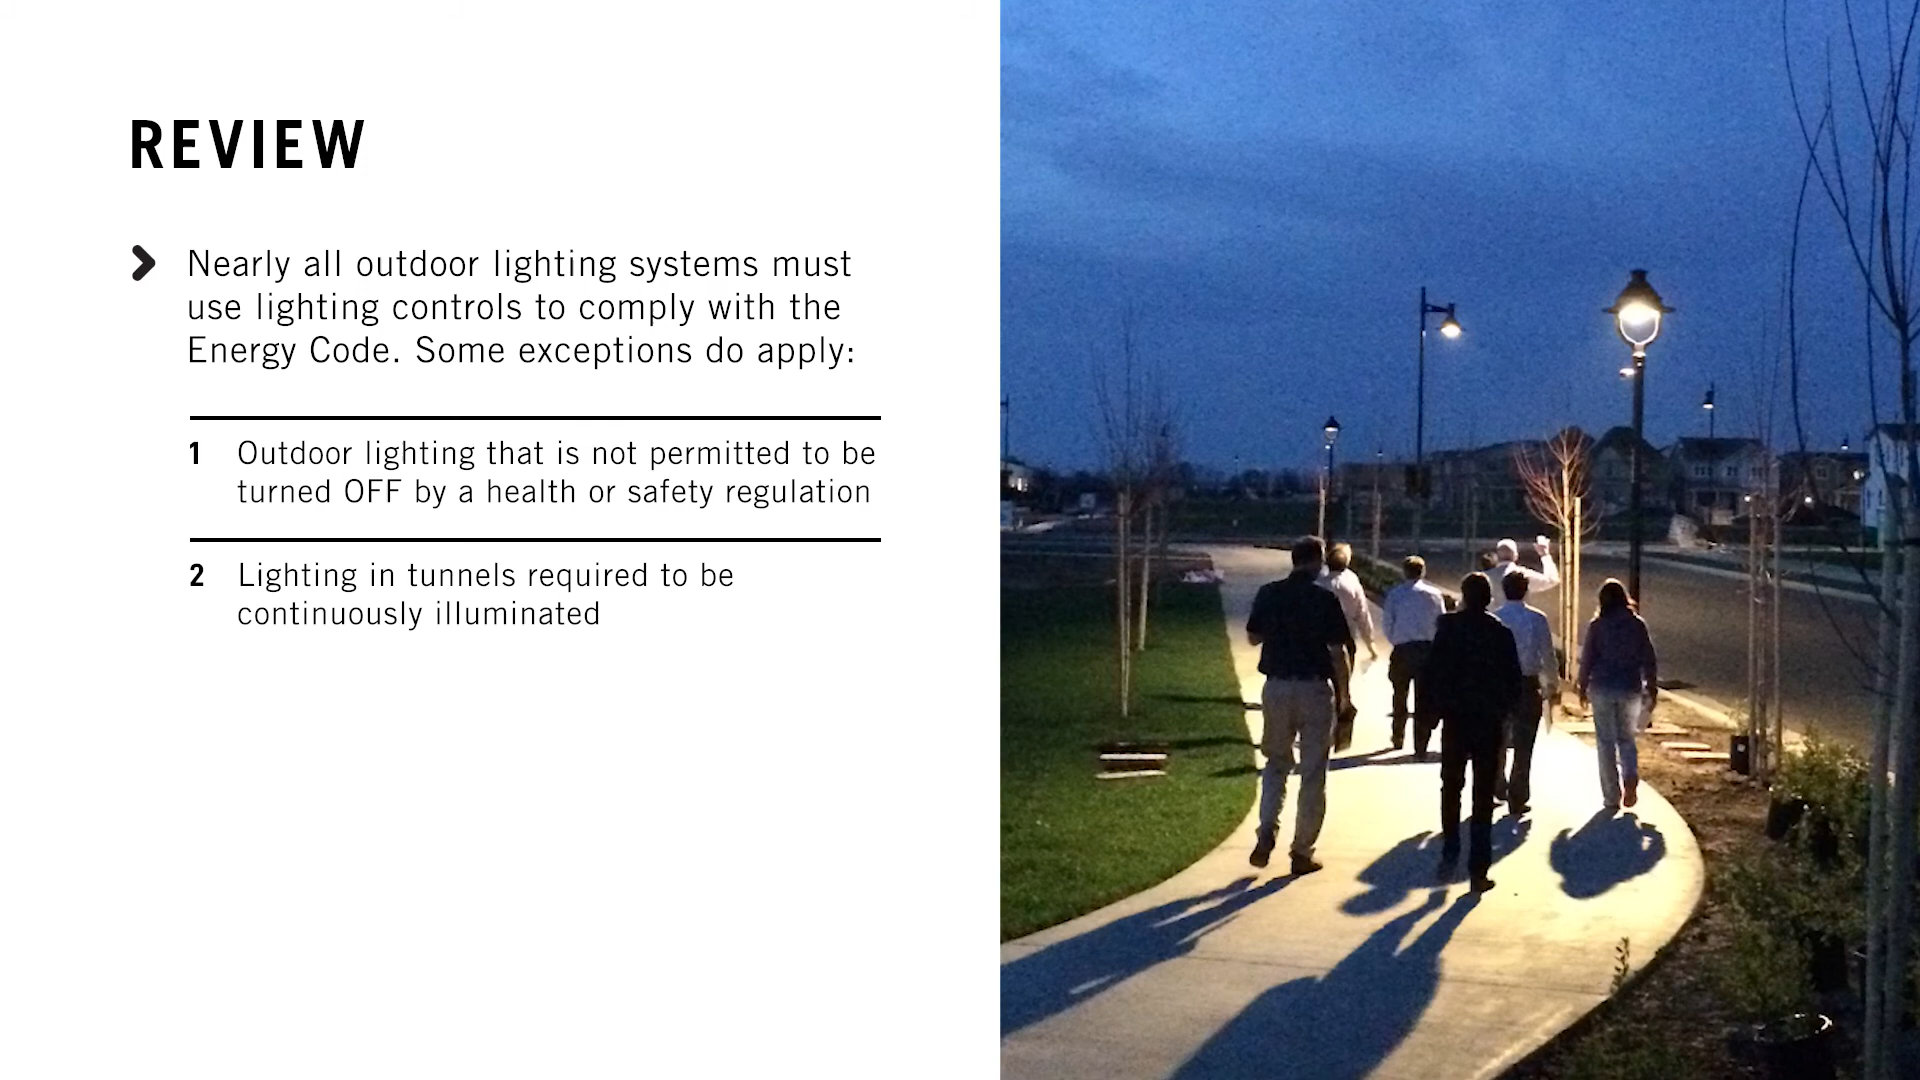 REVIEW
Nearly all outdoor lighting systems must
use lighting controls to comply with the
Energy Code. Some exceptions do apply:
1 Outdoor lighting that is not permitted to be
turned OFF by a health or safety regulation
2 Lighting in tunnels required to be
continuously illuminated